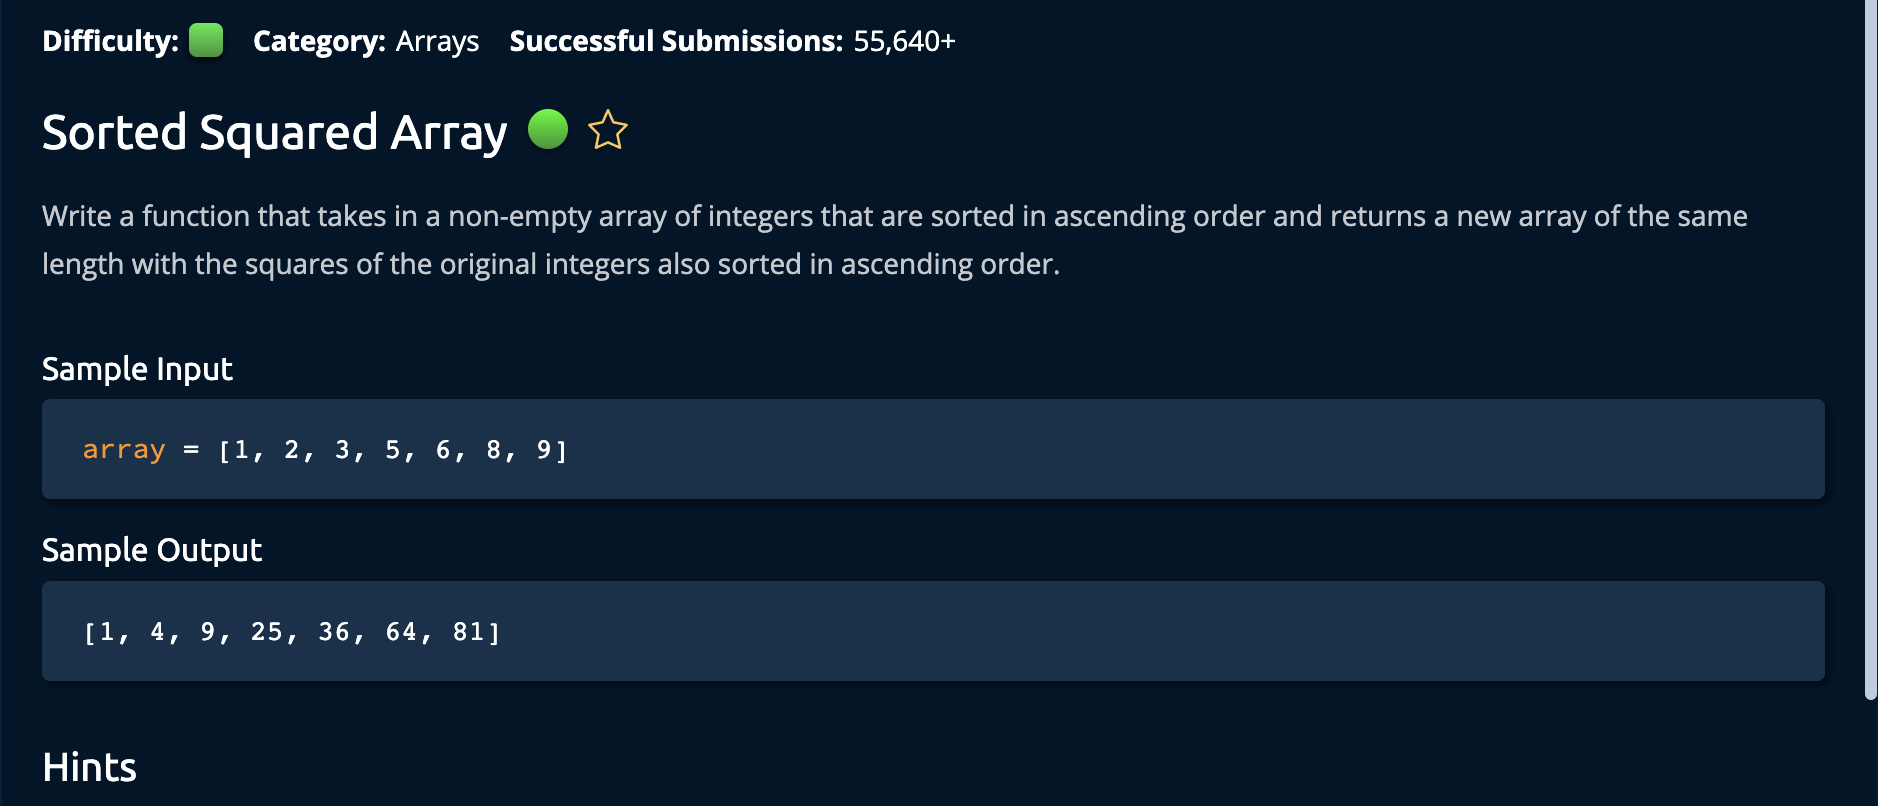 Difficulty: Category: Arrays Successful Submissions: 55,640+
Sorted Squared Array
Write a function that takes in a non-empty array of integers that are sorted in ascending order and returns a new array of the same
length with the squares of the original integers also sorted in ascending order.
Sample Input
array = [1, 2, 3, 5, 6, 8, 9]
Sample Output
[1, 4, 9, 25, 36, 64, 81]
Hints